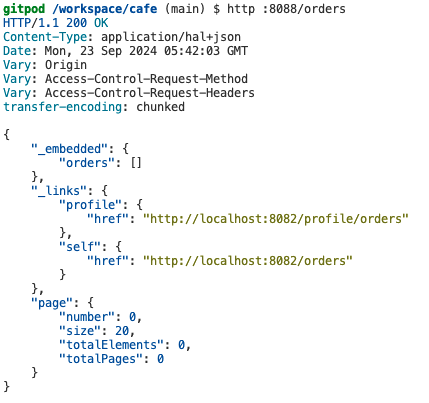 gitpod /workspace/cafe (main) $ http :8088/orders
HTTP/1.1 200 OK
Content-Type: application/hal+json
Date: Mon, 23 Sep 2024 05:42:03 GMT
Vary: Origin
Vary: Access-Control-Request-Method
Vary: Access-Control-Request-Headers
transfer-encoding: chunked

{
    "_embedded": {
        "orders": []
    },
    "_links": {
        "profile": {
            "href": "http://localhost:8082/profile/orders"
        },
        "self": {
            "href": "http://localhost:8082/orders"
        }
    },
    "page": {
        "number": 0,
        "size": 20,
        "totalElements": 0,
        "totalPages": 0
    }
}